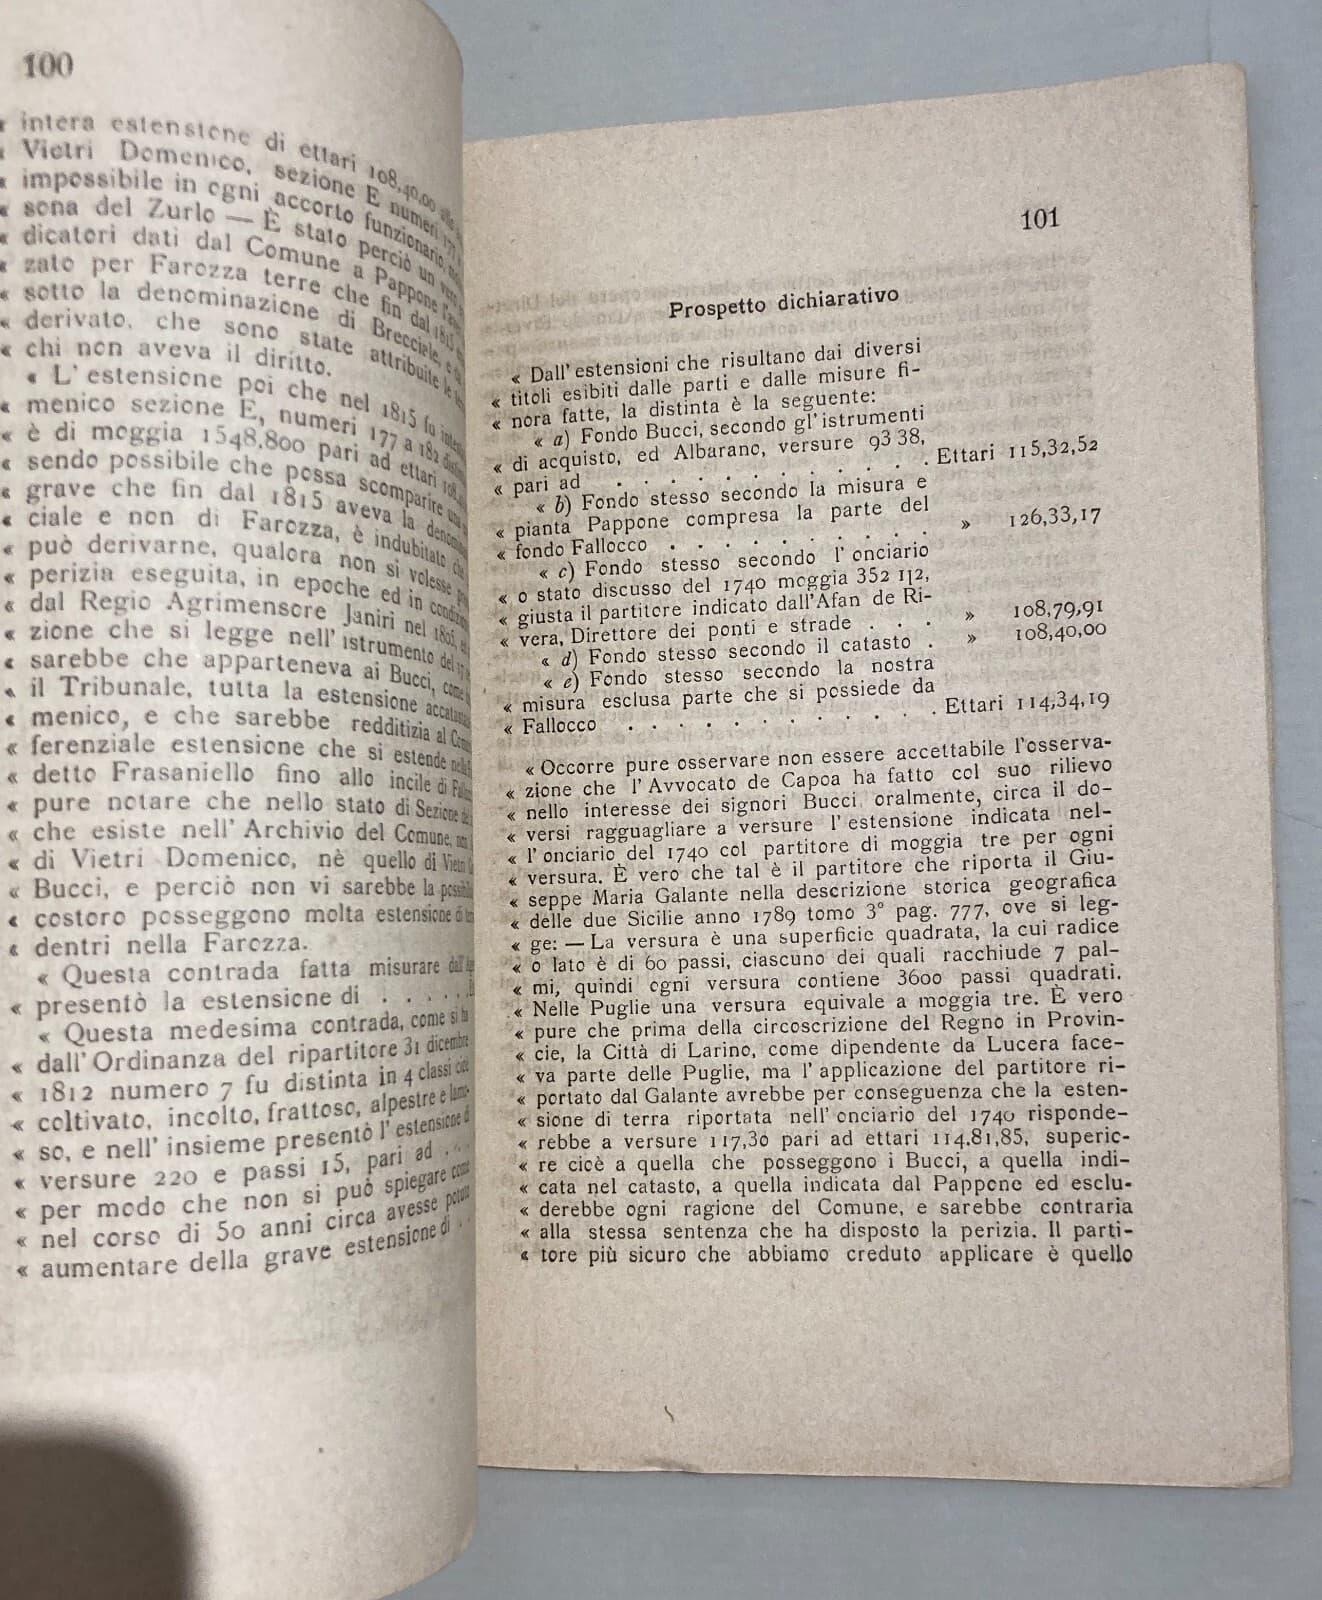 100
« intera estensione di ettari 108,40,00
« Vietri Domenico, sezione E numeri 177
« impossibile in ogni accorto funzionario,
« sona del Zurlo — È stato perciò un vero
« dicatori dati dal Comune a Pappone
« zato per Farozza terre che fin dal 1815
« sotto la denominazione di Brecciale, e
« derivato, che sono state attribuite le
« chi non aveva il diritto.
« L' estensione poi che nel 1815 fu
« menico sezione E, numeri 177 a 182
« è di moggia 1548,800 pari ad ettari 108,
« sendo possibile che possa scomparire una
« grave che fin dal 1815 aveva la
« ciale e non di Farozza, è indubitato che
« può derivarne, qualora non si volesse
« perizia eseguita, in epoche ed in
« dal Regio Agrimensore Janiri nel 1805,
« zione che si legge nell' istrumento del
« sarebbe che apparteneva ai Bucci, come
« il Tribunale, tutta la estensione
« menico, e che sarebbe redditizia al
« ferenziale estensione che si estende
« detto Frasaniello fino allo incile di
« pure notare che nello stato di Sezione
« che esiste nell' Archivio del Comune,
« di Vietri Domenico, nè quello di Vietri
« Bucci, e perciò non vi sarebbe la
« costoro posseggono molta estensione di
« dentri nella Farozza.
« Questa contrada fatta misurare
« presentò la estensione di . . . . .
« Questa medesima contrada, come si
« dall' Ordinanza del ripartitore 31 dicembre
« 1812 numero 7 fu distinta in 4 classi cioè
« coltivato, incolto, frattoso, alpestre e
« so, e nell' insieme presentò l' estensione di
« versure 220 e passi 15, pari ad . . .
« per modo che non si può spiegare come
« nel corso di 50 anni circa avesse potuto
« aumentare della grave estensione di . .
101
Prospetto dichiarativo
« Dall' estensioni che risultano dai diversi
« titoli esibiti dalle parti e dalle misure fi-
« nora fatte, la distinta è la seguente:
« a) Fondo Bucci, secondo gl' istrumenti
« di acquisto, ed Albarano, versure 93 38,
« pari ad . . . . . . . . . Ettari 115,32,52
« b) Fondo stesso secondo la misura e
« pianta Pappone compresa la parte del
« fondo Fallocco . . . . . . . . . » 126,33,17
« c) Fondo stesso secondo l' onciario
« o stato discusso del 1740 moggia 352 1|2,
« giusta il partitore indicato dall'Afan de Ri-
« vera, Direttore dei ponti e strade . . . » 108,79,91
« d) Fondo stesso secondo il catasto . » 108,40,00
« e) Fondo stesso secondo la nostra
« misura esclusa parte che si possiede da
« Fallocco . . . . . . . . . . . Ettari 114,34,19
« Occorre pure osservare non essere accettabile l'osserva-
« zione che l' Avvocato de Capoa ha fatto col suo rilievo
« nello interesse dei signori Bucci oralmente, circa il do-
« versi ragguagliare a versure l' estensione indicata nel-
« l' onciario del 1740 col partitore di moggia tre per ogni
« versura. È vero che tal è il partitore che riporta il Giu-
« seppe Maria Galante nella descrizione storica geografica
« delle due Sicilie anno 1789 tomo 3° pag. 777, ove si leg-
« ge: — La versura è una superficie quadrata, la cui radice
« o lato è di 60 passi, ciascuno dei quali racchiude 7 pal-
« mi, quindi ogni versura contiene 3600 passi quadrati.
« Nelle Puglie una versura equivale a moggia tre. È vero
« pure che prima della circoscrizione del Regno in Provin-
« cie, la Città di Larino, come dipendente da Lucera face-
« va parte delle Puglie, ma l' applicazione del partitore ri-
« portato dal Galante avrebbe per conseguenza che la esten-
« sione di terra riportata nell' onciario del 1740 risponde-
« rebbe a versure 117,30 pari ad ettari 114,81,85, superio-
« re cioè a quella che posseggono i Bucci, a quella indi-
« cata nel catasto, a quella indicata dal Pappone ed esclu-
« derebbe ogni ragione del Comune, e sarebbe contraria
« alla stessa sentenza che ha disposto la perizia. Il parti-
« tore più sicuro che abbiamo creduto applicare è quello